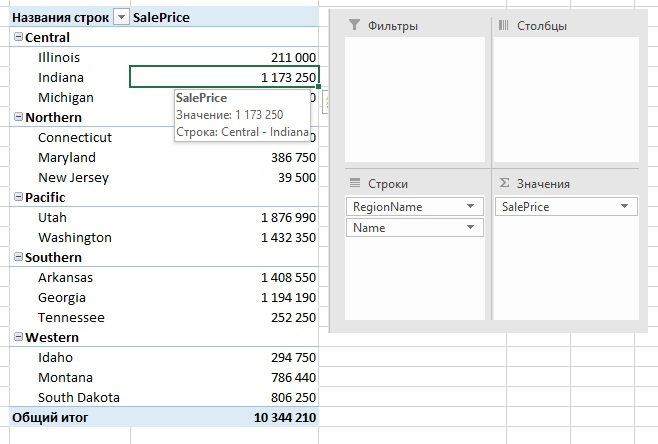 Названия строк SalePrice
Central
Illinois 211 000
Indiana 1 173 250
Michigan 0
SalePrice
Значение: 1 173 250
Строка: Central - Indiana
Northern
Connecticut
Maryland 386 750
New Jersey 39 500
Pacific
Utah 1 876 990
Washington 1 432 350
Southern
Arkansas 1 408 550
Georgia 1 194 190
Tennessee 252 250
Western
Idaho 294 750
Montana 786 440
South Dakota 806 250
Общий итог 10 344 210
Фильтры
Столбцы
Строки
RegionName
Name
Σ Значения
SalePrice